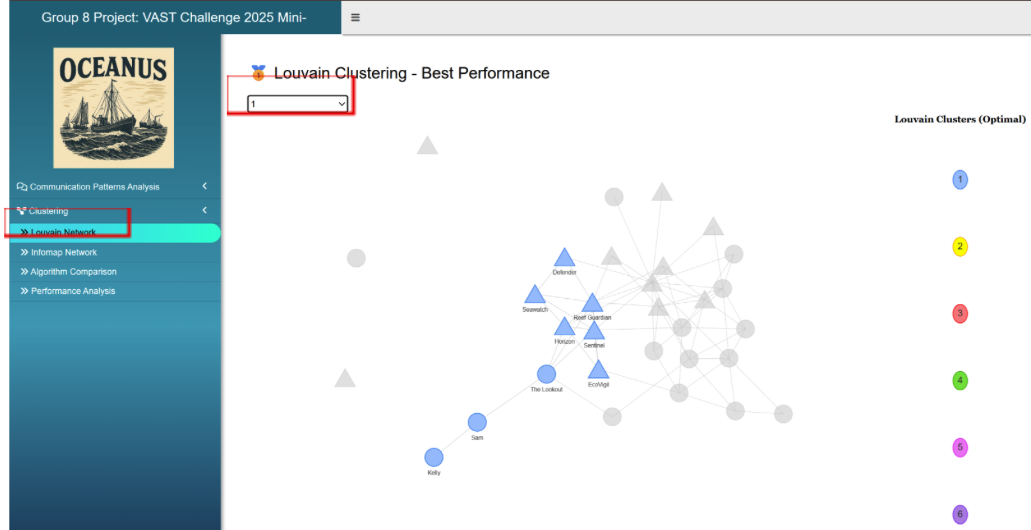 Group 8 Project: VAST Challenge 2025 Mini-
OCEANUS
Communication Patterns Analysis
Clustering
Louvain Network
Infomap Network
Algorithm Comparison
Performance Analysis
Louvain Clustering - Best Performance
1
Louvain Clusters (Optimal)
1
2
3
4
5
6
Defender
Seawatch
Reef Guardian
Horizon
Sentinel
The Lookout
EcoVigil
Sam
Kelly